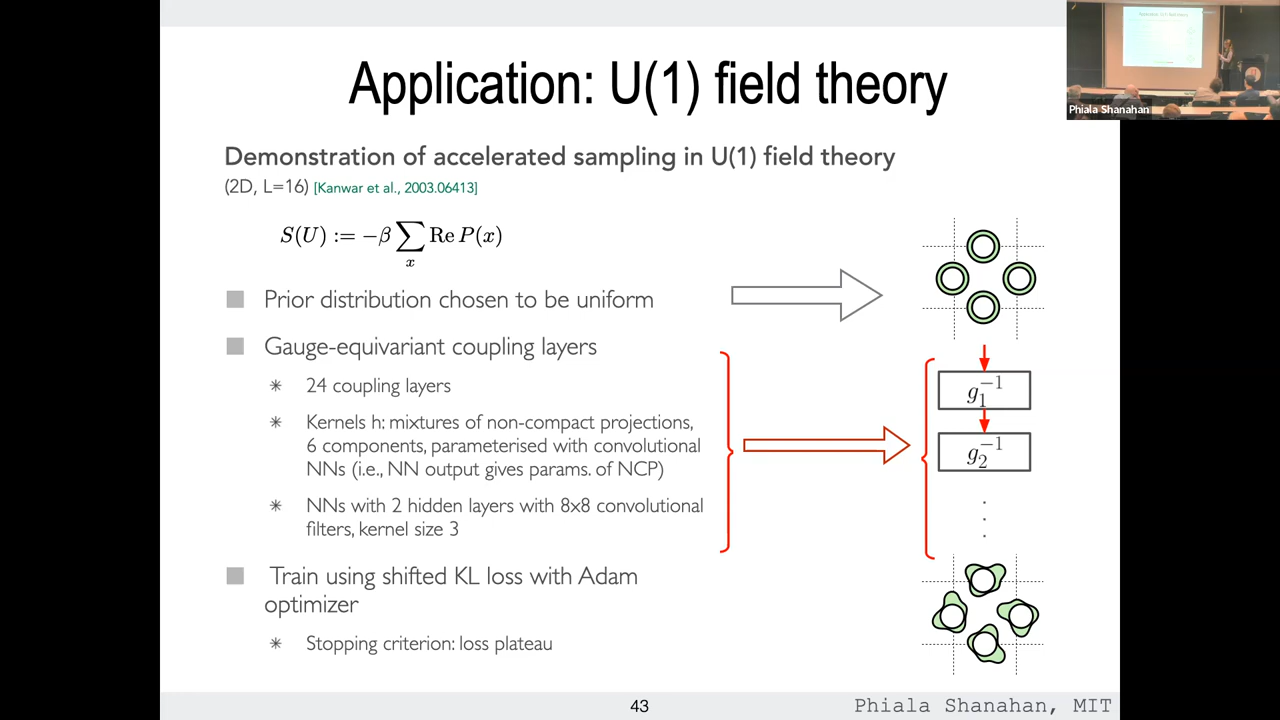 Application: U(1) field theory
Phiala Shanahan
Demonstration of accelerated sampling in U(1) field theory
(2D, L=16) [Kanwar et al., 2003.06413]
S(U) := −β ∑ Re P(x)
x
Prior distribution chosen to be uniform
Gauge-equivariant coupling layers
✳ 24 coupling layers
✳ Kernels h: mixtures of non-compact projections,
6 components, parameterised with convolutional
NNs (i.e., NN output gives params. of NCP)
✳ NNs with 2 hidden layers with 8x8 convolutional
filters, kernel size 3
Train using shifted KL loss with Adam
optimizer
✳ Stopping criterion: loss plateau
g₁⁻¹
g₂⁻¹
43
Phiala Shanahan, MIT